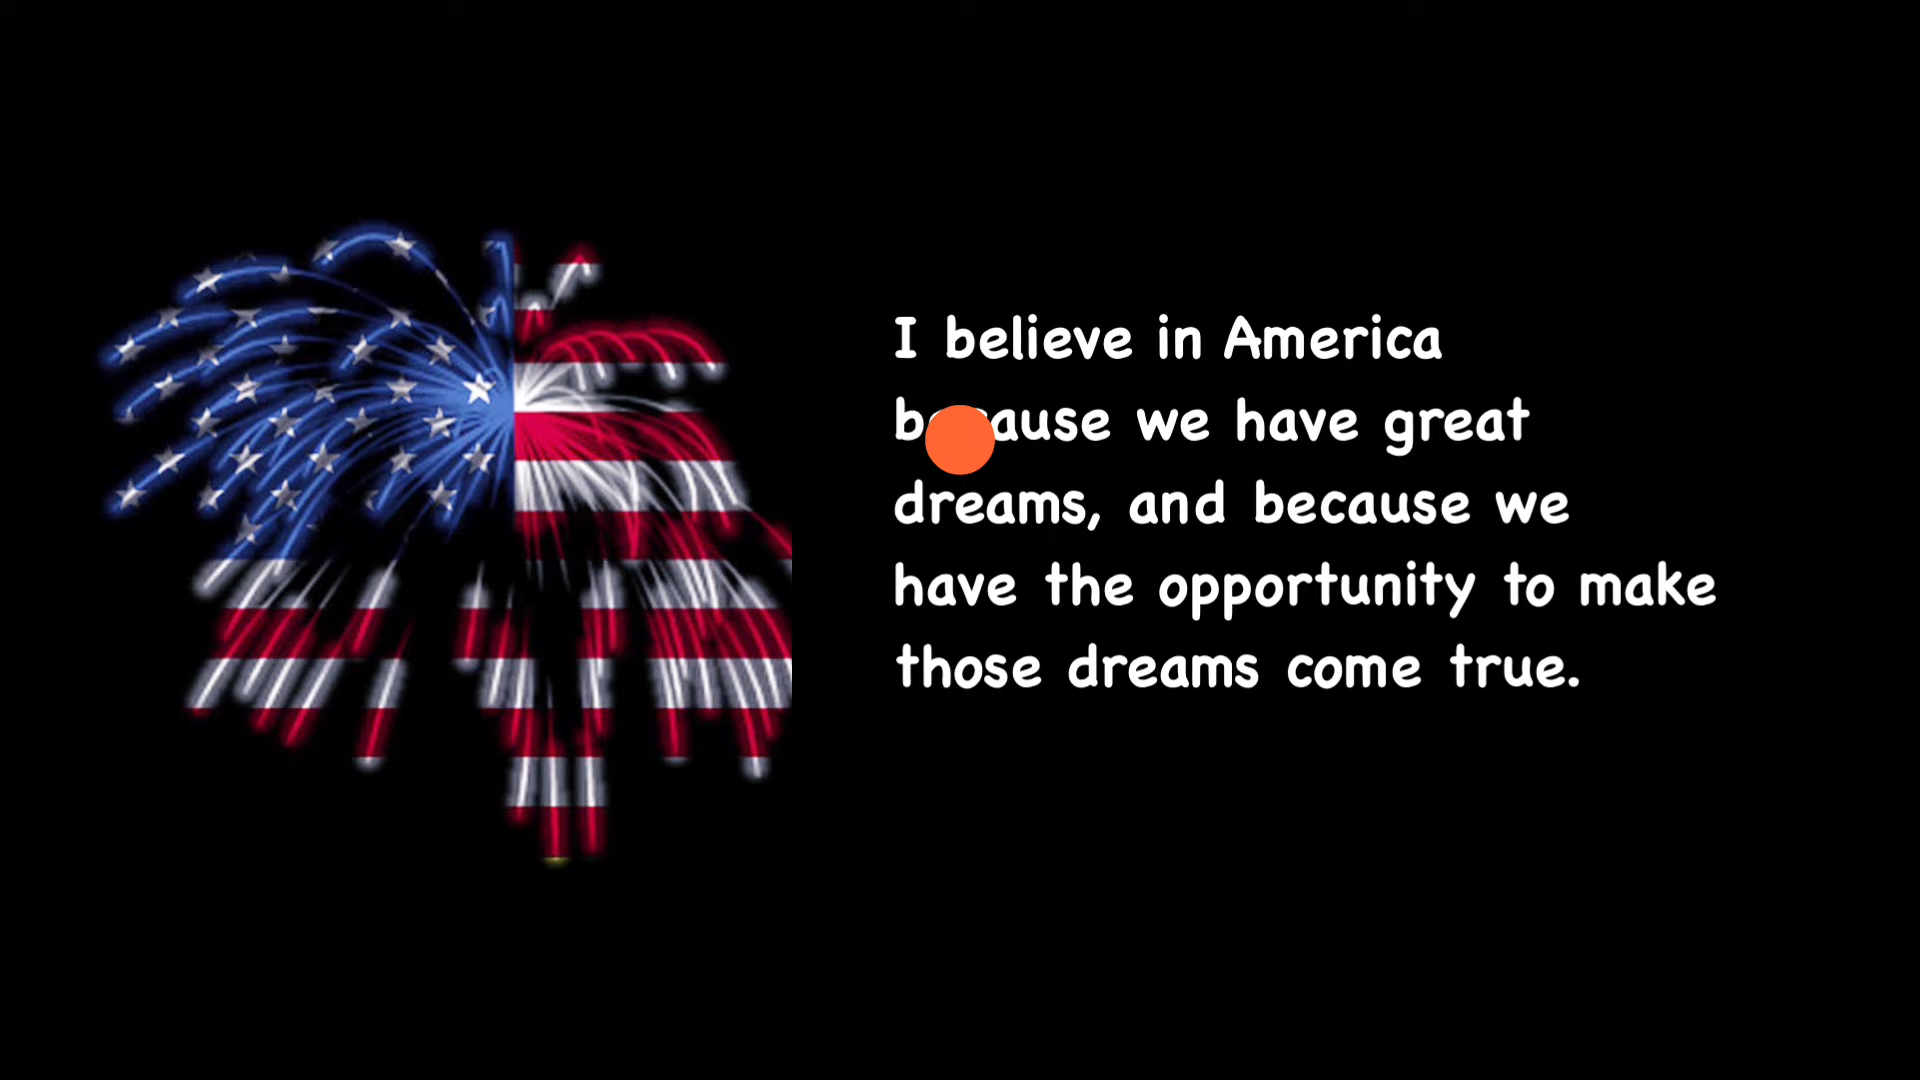 I believe in America
because we have great
dreams, and because we
have the opportunity to make
those dreams come true.